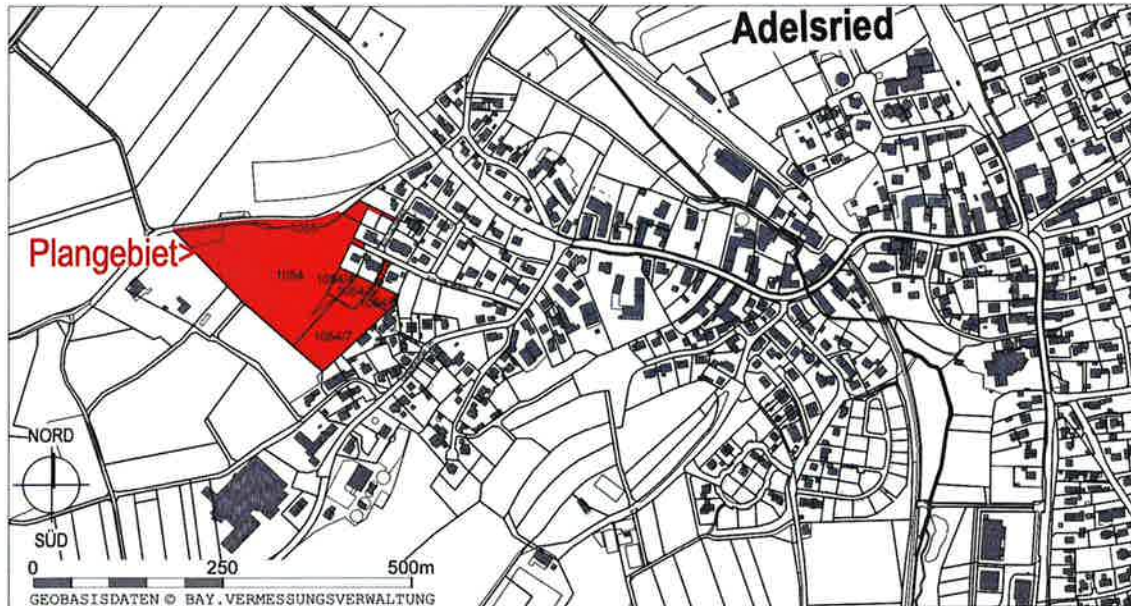 Adelsried
Plangebiet>
1054
1054/7
NORD
SÜD
0 250 500m
GEOBASISDATEN © BAY.VERMESSUNGSVERWALTUNG